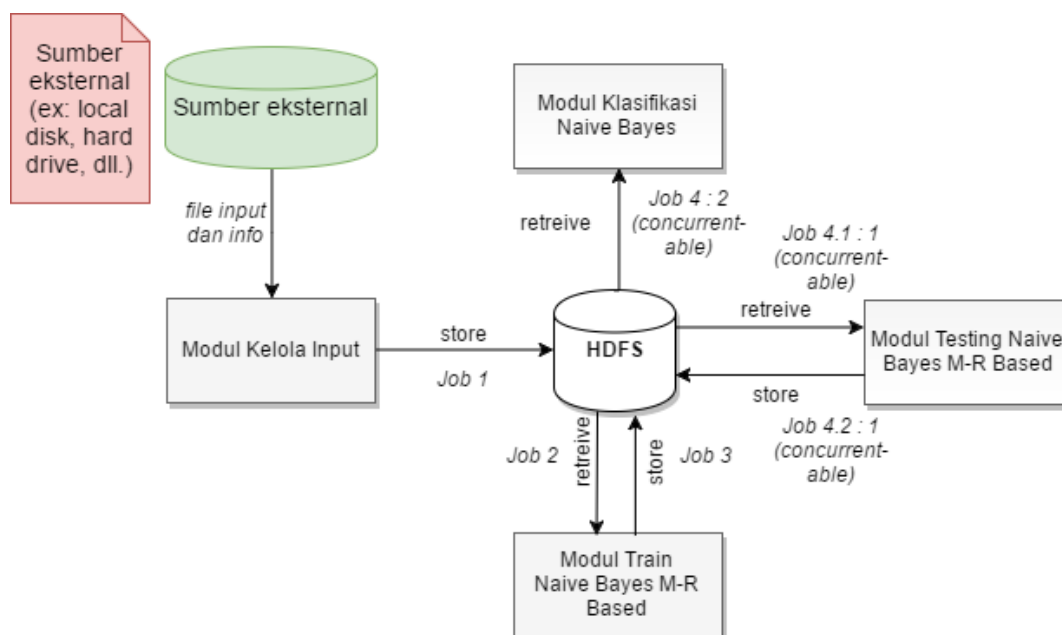 Sumber
eksternal
(ex: local
disk, hard
drive, dll.)
Sumber eksternal
file input
dan info
Modul Kelola Input
store
Job 1
HDFS
Modul Klasifikasi
Naive Bayes
retreive
Job 4 : 2
(concurrent-
able)
Job 4.1 : 1
(concurrent-
able)
retreive
Modul Testing Naive
Bayes M-R Based
store
Job 4.2 : 1
(concurrent-
able)
Job 2
retreive
store
Job 3
Modul Train
Naive Bayes M-R
Based